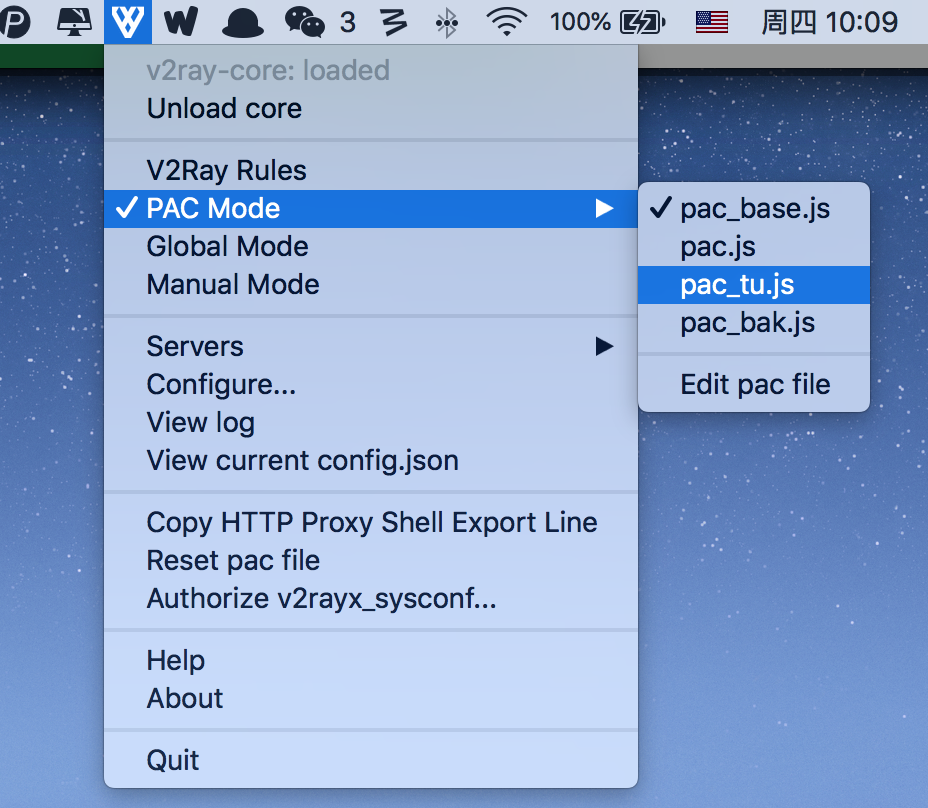 3 100% 周四 10:09
v2ray-core: loaded
Unload core
V2Ray Rules
PAC Mode
Global Mode
Manual Mode
Servers
Configure...
View log
View current config.json
Copy HTTP Proxy Shell Export Line
Reset pac file
Authorize v2rayx_sysconf...
Help
About
Quit
pac_base.js
pac.js
pac_tu.js
pac_bak.js
Edit pac file